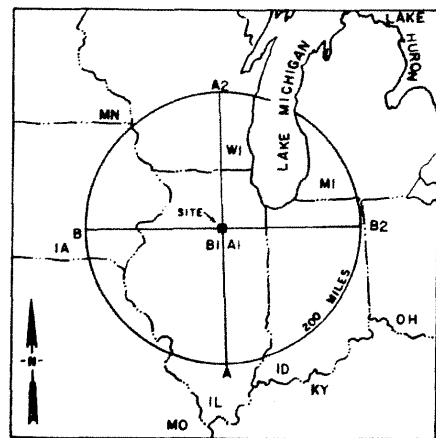 LAKE
HURON
LAKE MICHIGAN
A2
MN
WI
MI
SITE
B
B1 A1
B2
IA
200 MILES
OH
N
A
ID
KY
IL
MO